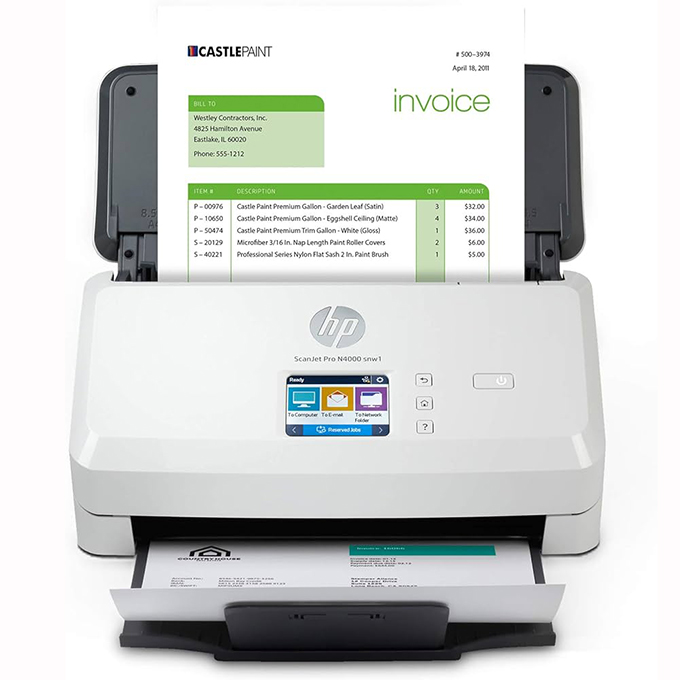 CASTLEPAINT
# 500–3974
April 18, 2011
invoice
BILL TO
Westley Contractors, Inc.
4825 Hamilton Avenue
Eastlake, IL 60020
Phone: 555-1212
ITEM # DESCRIPTION QTY AMOUNT
P – 00976 Castle Paint Premium Gallon - Garden Leaf (Satin) 3 $32.00
P – 10650 Castle Paint Premium Gallon - Eggshell Ceiling (Matte) 4 $34.00
P – 50474 Castle Paint Premium Trim Gallon - White (Gloss) 1 $36.00
S – 20129 Microfiber 3/16 In. Nap Length Paint Roller Covers 2 $6.00
S – 40221 Professional Series Nylon Flat Sash 2 In. Paint Brush 1 $5.00
hp
ScanJet Pro N4000 snw1
Ready
To Computer To E-mail To Network Folder
Reserved Jobs
?
COUNTRY HOUSE
Account No.: